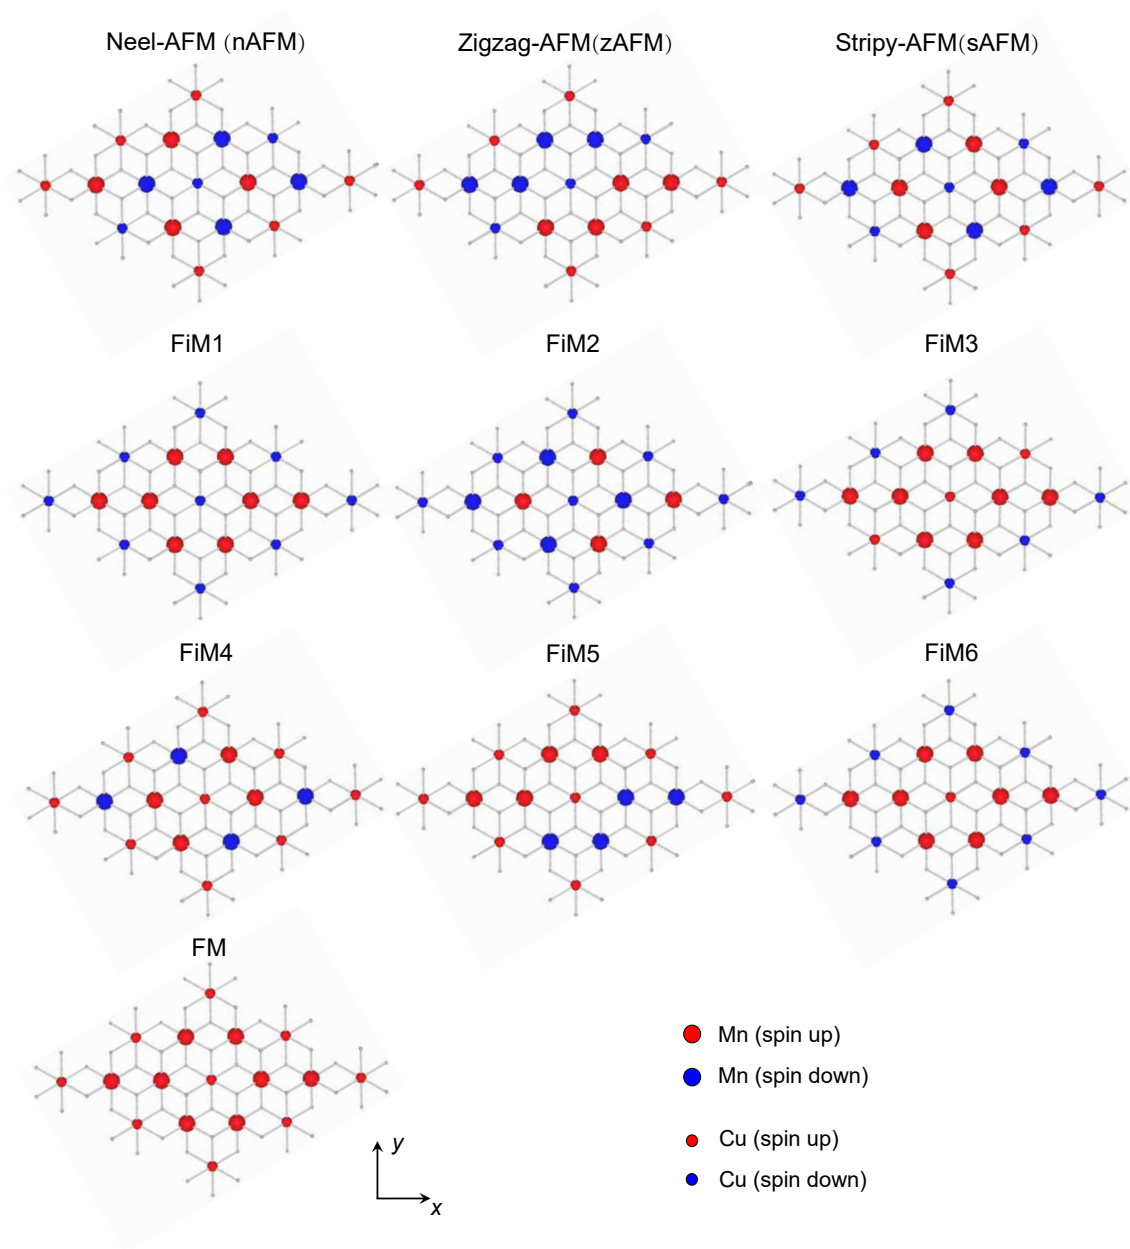 Neel-AFM (nAFM)
Zigzag-AFM(zAFM)
Stripy-AFM(sAFM)
FiM1
FiM2
FiM3
FiM4
FiM5
FiM6
FM
Mn (spin up)
Mn (spin down)
Cu (spin up)
Cu (spin down)
y
x